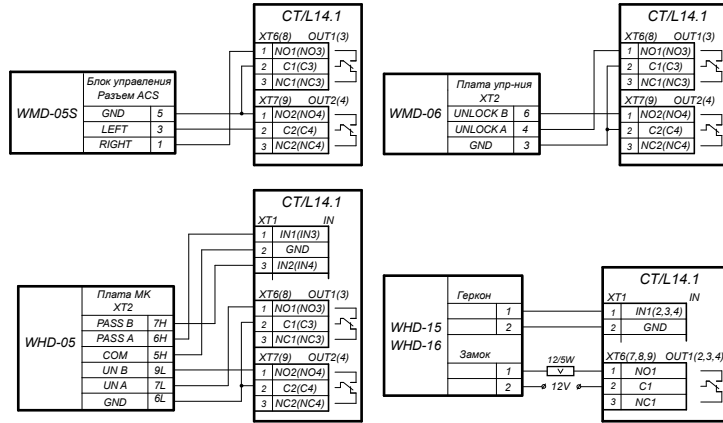 CT/L14.1
XT6(8) OUT1(3)
1 NO1(NO3)
2 C1(C3)
3 NC1(NC3)
XT7(9) OUT2(4)
1 NO2(NO4)
2 C2(C4)
3 NC2(NC4)
WMD-05S
Блок управления
Разъем ACS
GND 5
LEFT 3
RIGHT 1
CT/L14.1
XT6(8) OUT1(3)
1 NO1(NO3)
2 C1(C3)
3 NC1(NC3)
XT7(9) OUT2(4)
1 NO2(NO4)
2 C2(C4)
3 NC2(NC4)
WMD-06
Плата упр-ния
XT2
UNLOCK B 6
UNLOCK A 4
GND 3
CT/L14.1
XT1 IN
1 IN1(IN3)
2 GND
3 IN2(IN4)
XT6(8) OUT1(3)
1 NO1(NO3)
2 C1(C3)
3 NC1(NC3)
XT7(9) OUT2(4)
1 NO2(NO4)
2 C2(C4)
3 NC2(NC4)
WHD-05
Плата МК
XT2
PASS B 7H
PASS A 6H
COM 5H
UN B 9L
UN A 7L
GND 6L
WHD-15
WHD-16
Геркон
1
2
Замок
1
2
12/5W
V
12V
CT/L14.1
XT1 IN
1 IN1(2,3,4)
2 GND
XT6(7,8,9) OUT1(2,3,4)
1 NO1
2 C1
3 NC1